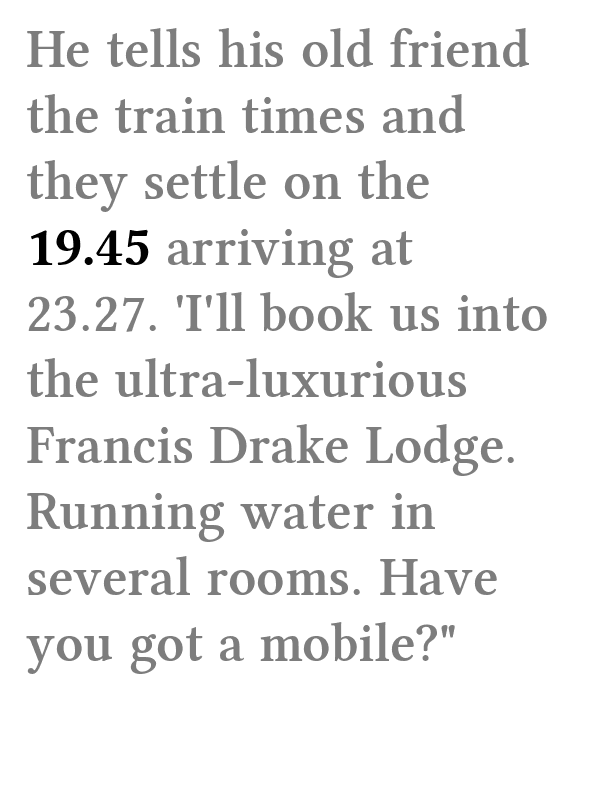 He tells his old friend
the train times and
they settle on the
19.45 arriving at
23.27. 'I'll book us into
the ultra-luxurious
Francis Drake Lodge.
Running water in
several rooms. Have
you got a mobile?"